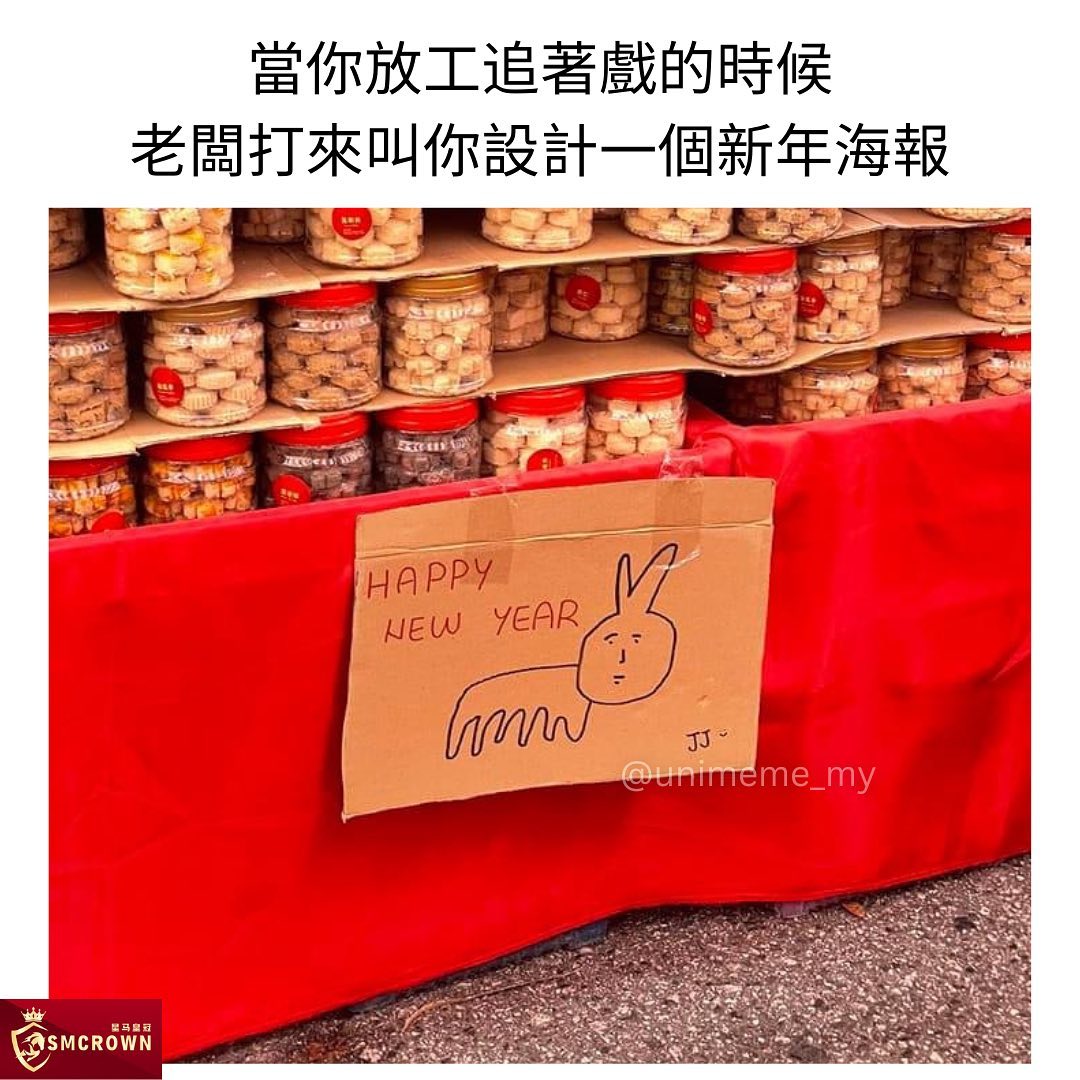 當你放工追著戲的時候
老闆打來叫你設計一個新年海報
HAPPY
NEW YEAR
JJ
@unimeme_my
星马皇冠
SMCROWN